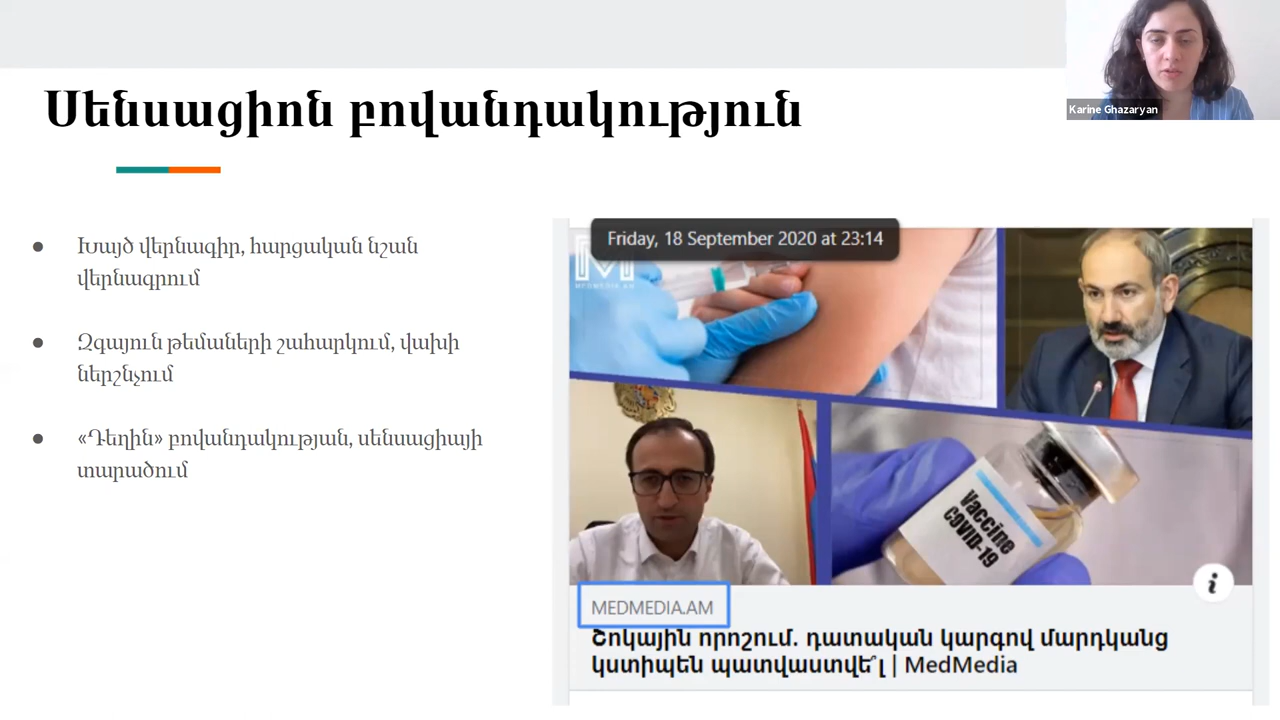 Սենսացիոն բովանդակություն
Karine Ghazaryan
● Խայծ վերնագիր, հարցական նշան
վերնագրում
● Զգայուն թեմաների շահարկում, վախի
ներշնչում
● «Դեղին» բովանդակության, սենսացիայի
տարածում
Friday, 18 September 2020 at 23:14
MEDMEDIA.AM
Vaccine
COVID-19
MEDMEDIA.AM
Շոկային որոշում. դատական կարգով մարդկանց
կստիպեն պատվաստվե՞լ | MedMedia